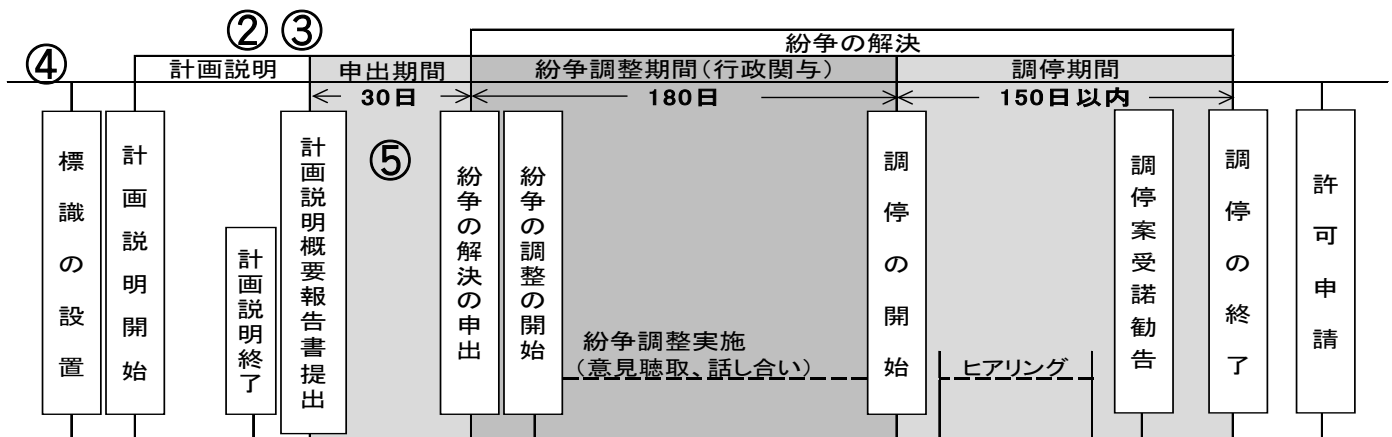 ② ③
紛争の解決
④
計画説明
申出期間
紛争調整期間(行政関与)
調停期間
30日
180日
150日以内
標識の設置
計画説明開始
計画説明終了
計画説明概要報告書提出
⑤
紛争の解決の申出
紛争の調整の開始
紛争調整実施
(意見聴取、話し合い)
調停の開始
ヒアリング
調停案受諾勧告
調停の終了
許可申請